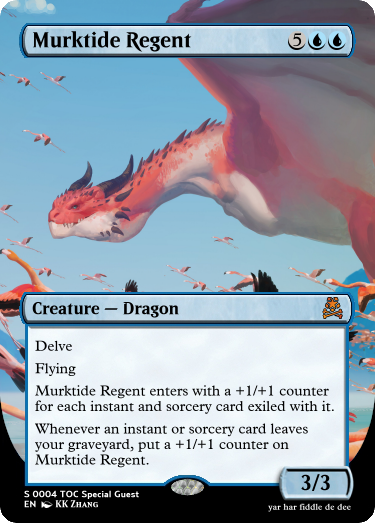 Murktide Regent 5
Creature — Dragon
Delve
Flying
Murktide Regent enters with a +1/+1 counter
for each instant and sorcery card exiled with it.
Whenever an instant or sorcery card leaves
your graveyard, put a +1/+1 counter on
Murktide Regent.
3/3
S 0004 TOC Special Guest
EN KK ZHANG
yar har fiddle de dee